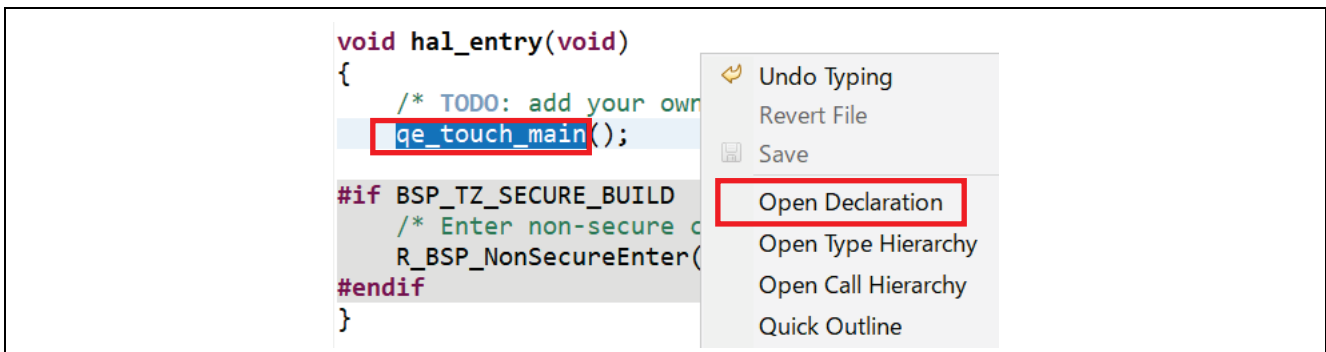 void hal_entry(void)
{
/* TODO: add your own
qe_touch_main();
#if BSP_TZ_SECURE_BUILD
/* Enter non-secure c
R_BSP_NonSecureEnter(
#endif
}
Undo Typing
Revert File
Save
Open Declaration
Open Type Hierarchy
Open Call Hierarchy
Quick Outline